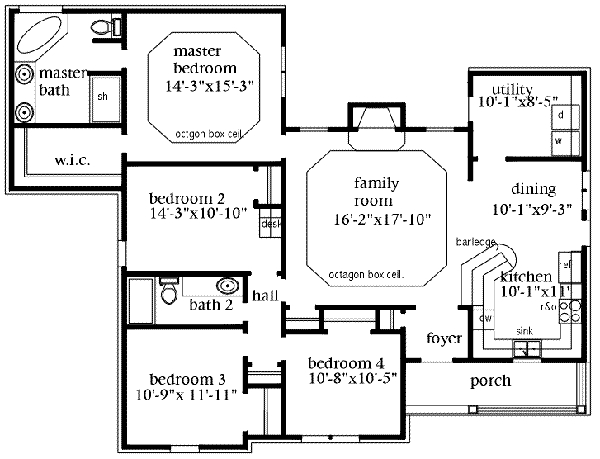 master
bedroom
14'-3"x15'-3"
octgon box ceil.
master
bath
sh
w.i.c.
utility
10'-1"x8'-5"
d
w
family
room
16'-2"x17'-10"
octagon box ceil.
dining
10'-1"x9'-3"
bedroom 2
14'-3"x10'-10"
desk
barledge
kitchen
10'-1"x11'
ref
r&o
dw
sink
bath 2
hall
foyer
bedroom 4
10'-8"x10'-5"
bedroom 3
10'-9"x 11'-11"
porch